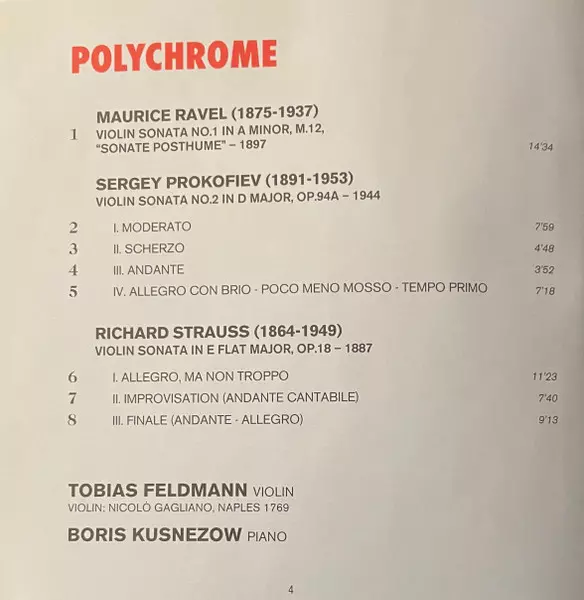 POLYCHROME
MAURICE RAVEL (1875-1937)
1 VIOLIN SONATA NO.1 IN A MINOR, M.12,
"SONATE POSTHUME" – 1897 14'34
SERGEY PROKOFIEV (1891-1953)
VIOLIN SONATA NO.2 IN D MAJOR, OP.94A – 1944
2 I. MODERATO 7'59
3 II. SCHERZO 4'48
4 III. ANDANTE 3'52
5 IV. ALLEGRO CON BRIO - POCO MENO MOSSO - TEMPO PRIMO 7'18
RICHARD STRAUSS (1864-1949)
VIOLIN SONATA IN E FLAT MAJOR, OP.18 – 1887
6 I. ALLEGRO, MA NON TROPPO 11'23
7 II. IMPROVISATION (ANDANTE CANTABILE) 7'40
8 III. FINALE (ANDANTE - ALLEGRO) 9'13
TOBIAS FELDMANN VIOLIN
VIOLIN: NICOLÒ GAGLIANO, NAPLES 1769
BORIS KUSNEZOW PIANO
4